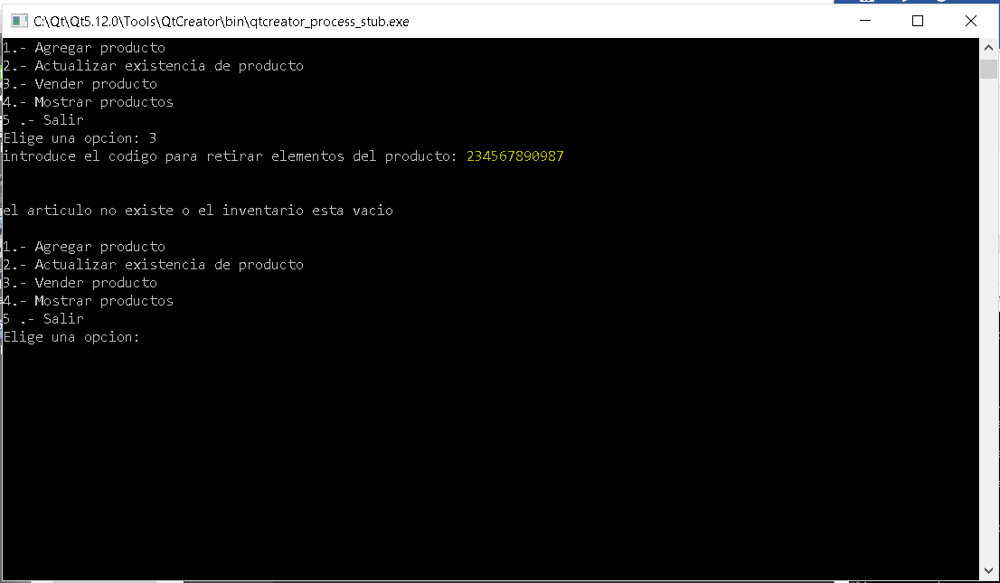 C:\Qt\Qt5.12.0\Tools\QtCreator\bin\qtcreator_process_stub.exe
1.- Agregar producto
2.- Actualizar existencia de producto
3.- Vender producto
4.- Mostrar productos
5 .- Salir
Elige una opcion: 3
introduce el codigo para retirar elementos del producto: 234567890987
el articulo no existe o el inventario esta vacio
1.- Agregar producto
2.- Actualizar existencia de producto
3.- Vender producto
4.- Mostrar productos
5 .- Salir
Elige una opcion: